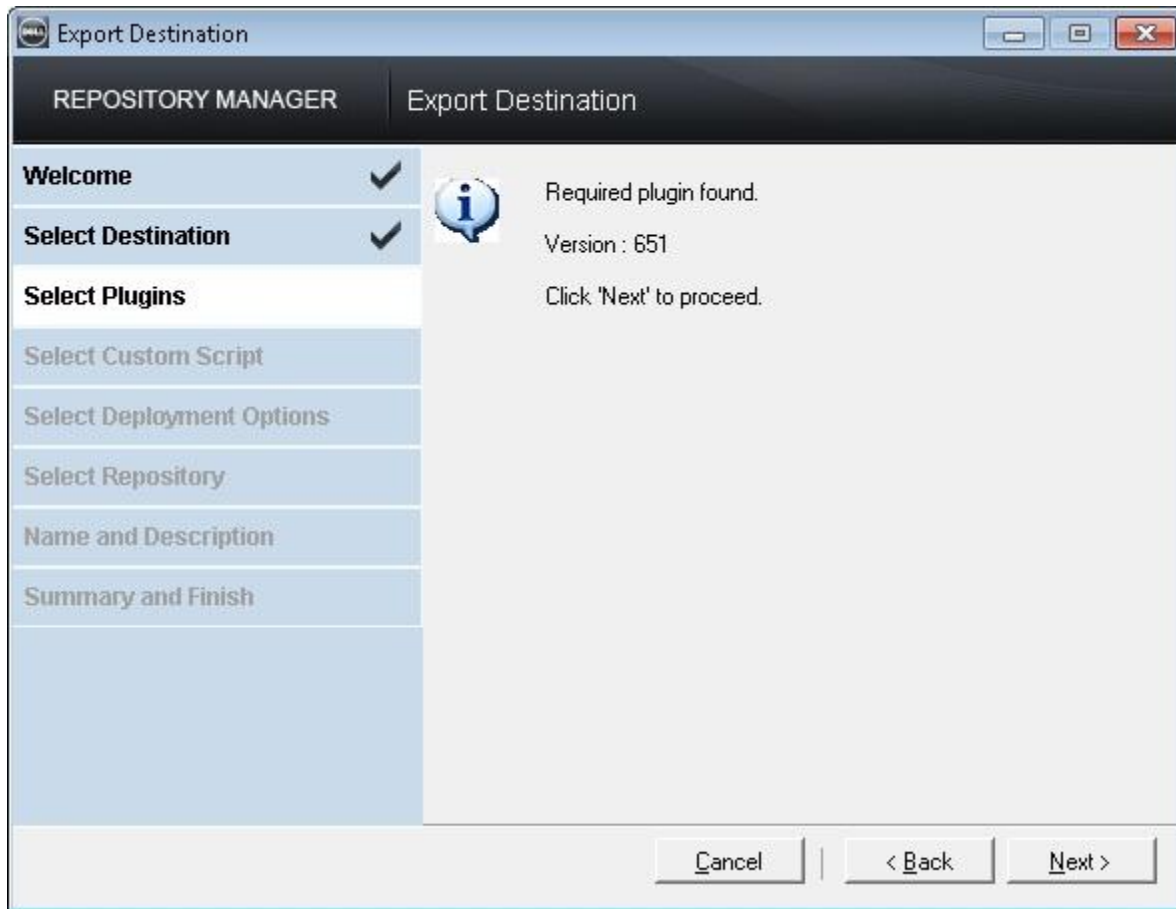 Export Destination
REPOSITORY MANAGER
Export Destination
Welcome
Select Destination
Select Plugins
Select Custom Script
Select Deployment Options
Select Repository
Name and Description
Summary and Finish
Required plugin found.
Version : 651
Click 'Next' to proceed.
Cancel
< Back
Next >